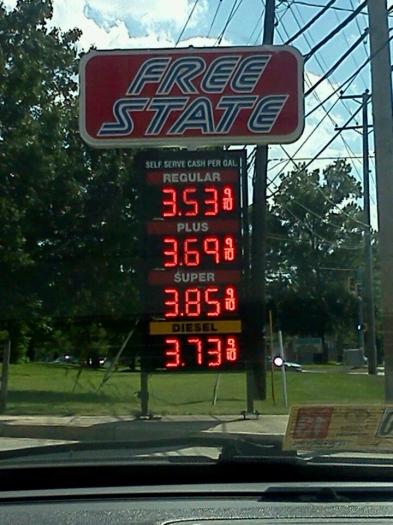 FREE
STATE
SELF SERVE CASH PER GAL.
REGULAR
3.53 9/10
PLUS
3.69 9/10
SUPER
3.85 9/10
DIESEL
3.73 9/10